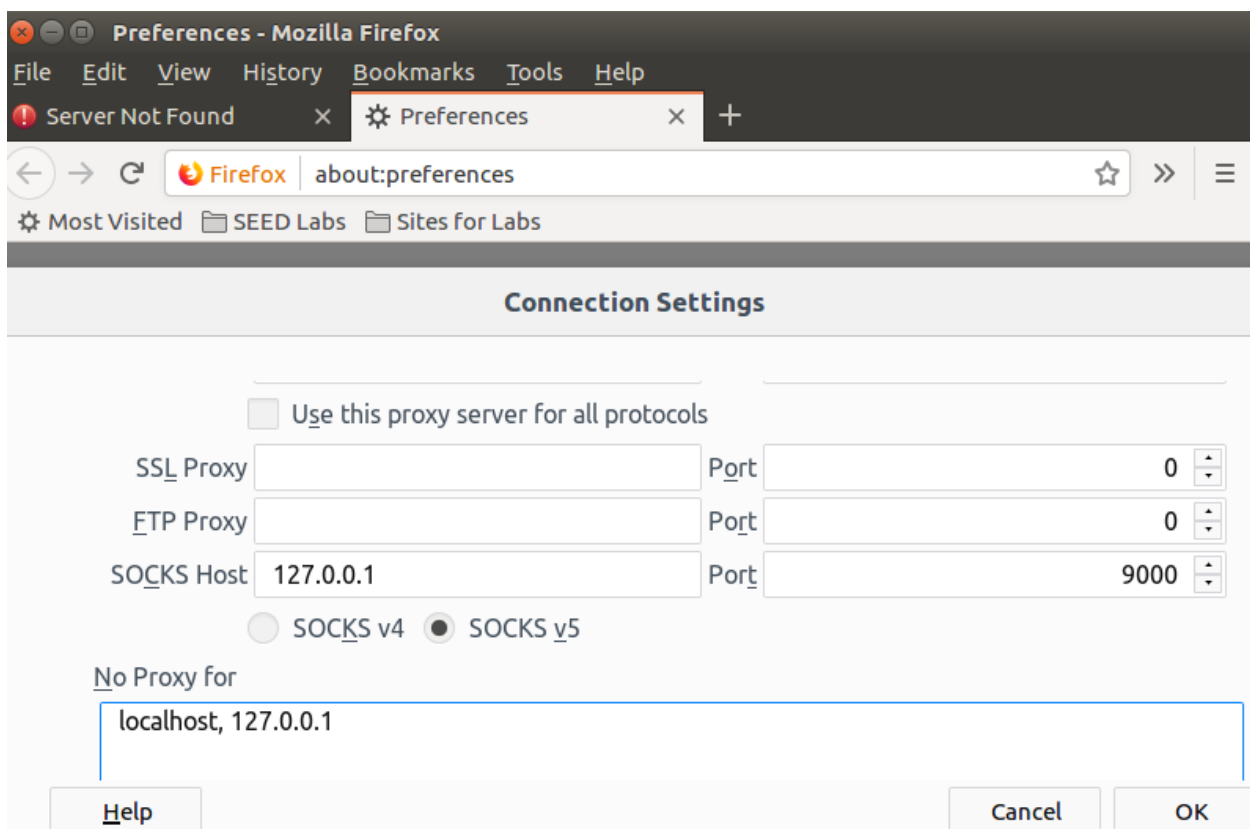 Preferences - Mozilla Firefox
File Edit View History Bookmarks Tools Help
Server Not Found Preferences
Firefox about:preferences
Most Visited SEED Labs Sites for Labs
Connection Settings
Use this proxy server for all protocols
SSL Proxy Port 0
FTP Proxy Port 0
SOCKS Host 127.0.0.1 Port 9000
SOCKS v4 SOCKS v5
No Proxy for
localhost, 127.0.0.1
Help Cancel OK